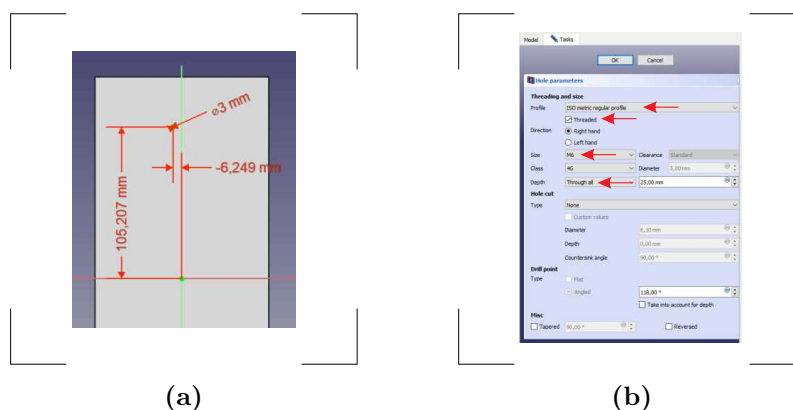 ⌀3 mm
-6,249 mm
105,207 mm
(a)
Model Tasks
OK Cancel
Hole parameters
Threading and size
Profile ISO metric regular profile
Threaded
Direction Right hand
Left hand
Size M6 Clearance Standard
Class 4G Diameter 5,00 mm
Depth Through all 25,00 mm
Hole cut
Type None
Custom values
Diameter 6,10 mm
Depth 0,00 mm
Countersink angle 90,00 °
Drill point
Type Flat
Angled 118,00 °
Take into account for depth
Misc
Tapered 90,00 ° Reversed
(b)